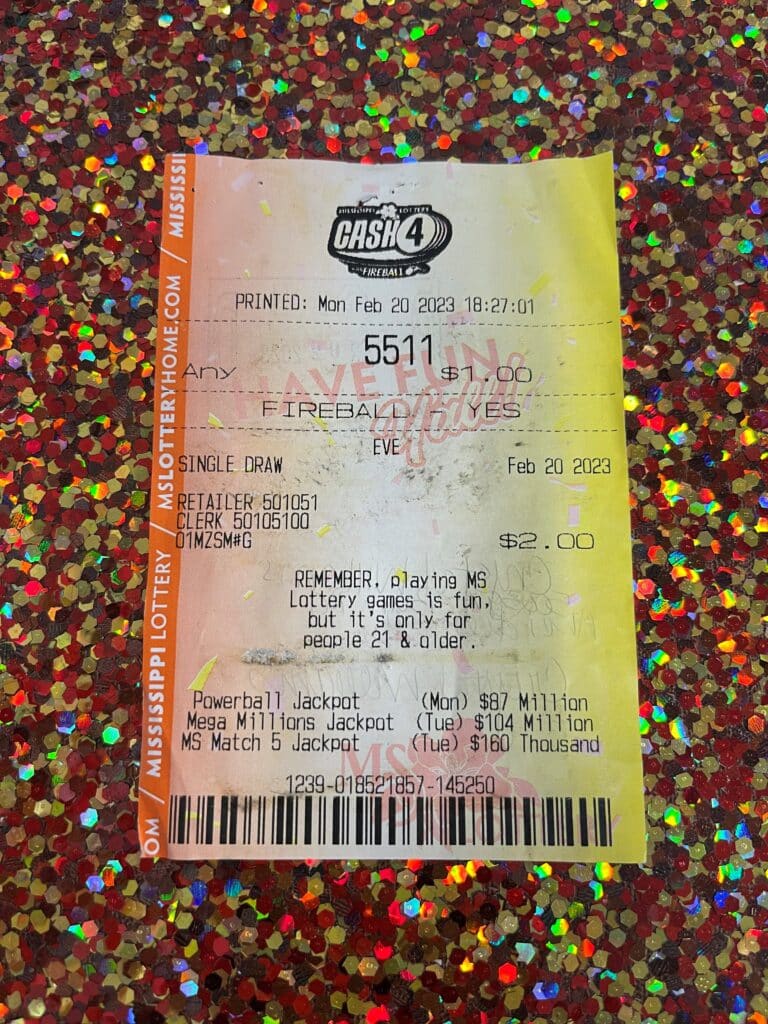 MISSISSIPPI LOTTERY
CASH 4
FIREBALL
PRINTED: Mon Feb 20 2023 18:27:01
5511
Any $1.00
HAVE FUN
FIREBALL - YES
EVE
SINGLE DRAW Feb 20 2023
RETAILER 501051
CLERK 50105100
01MZSM#G $2.00
REMEMBER, playing MS
Lottery games is fun,
but it's only for
people 21 & older.
Powerball Jackpot (Mon) $87 Million
Mega Millions Jackpot (Tue) $104 Million
MS Match 5 Jackpot (Tue) $160 Thousand
1239-018521857-145250
OM / MISSISSIPPI LOTTERY / MSLOTTERYHOME.COM / MISSISSI